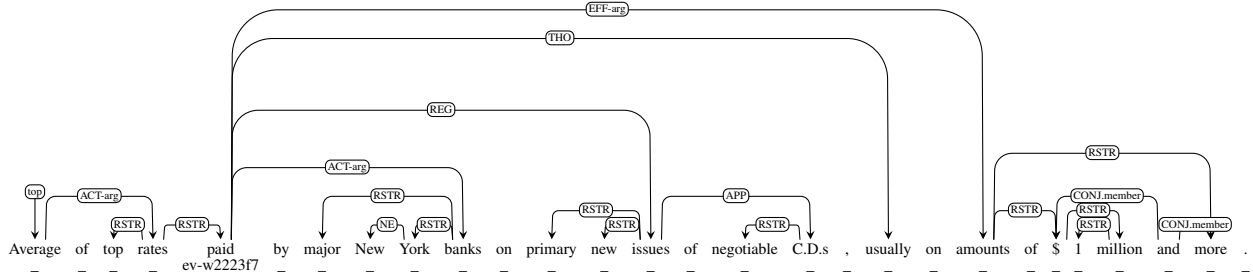 EFF-arg
THO
REG
RSTR
ACT-arg
top ACT-arg RSTR APP CONJ.member
RSTR RSTR RSTR
RSTR RSTR NE RSTR RSTR RSTR RSTR CONJ.member
Average of top rates paid by major New York banks on primary new issues of negotiable C.D.s , usually on amounts of $ 1 million and more .
_ _ _ _ ev-w2223f7 _ _ _ _ _ _ _ _ _ _ _ _ _ _ _ _ _ _ _ _ _ _ _